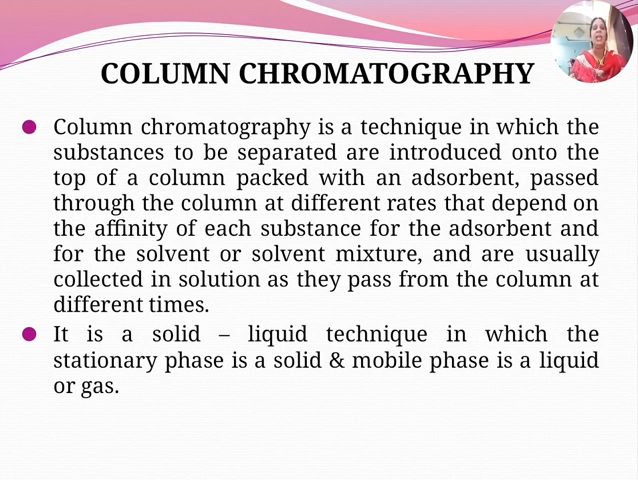 COLUMN CHROMATOGRAPHY
Column chromatography is a technique in which the
substances to be separated are introduced onto the
top of a column packed with an adsorbent, passed
through the column at different rates that depend on
the affinity of each substance for the adsorbent and
for the solvent or solvent mixture, and are usually
collected in solution as they pass from the column at
different times.
It is a solid – liquid technique in which the
stationary phase is a solid & mobile phase is a liquid
or gas.